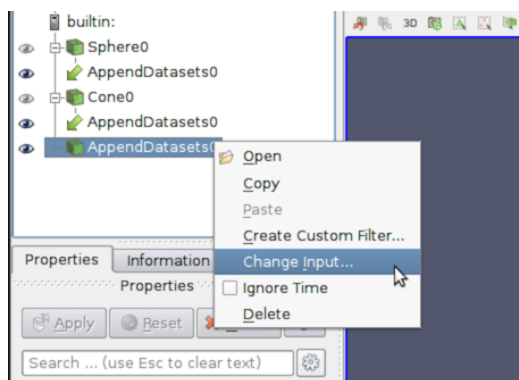 builtin:
3D
Sphere0
AppendDatasets0
Cone0
AppendDatasets0
AppendDatasets
Open
Copy
Paste
Create Custom Filter...
Change Input...
Ignore Time
Delete
Properties
Information
Properties
Apply
Reset
Search ... (use Esc to clear text)